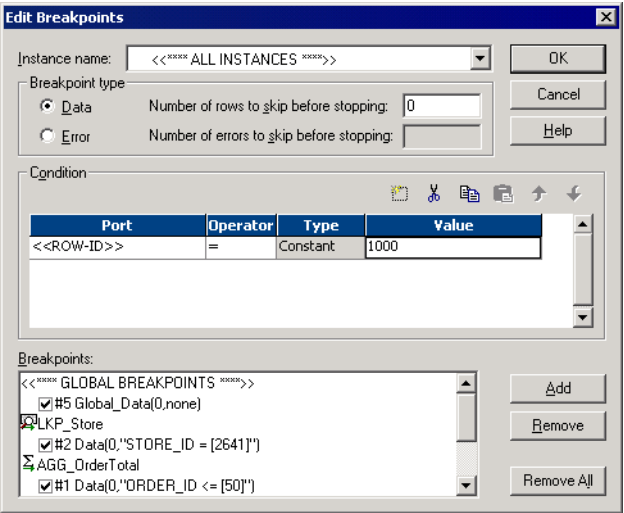 Edit Breakpoints
Instance name: <<**** ALL INSTANCES ****>>
OK
Breakpoint type
Data Number of rows to skip before stopping: 0
Cancel
Error Number of errors to skip before stopping:
Help
Condition
Port Operator Type Value
<<ROW-ID>> = Constant 1000
Breakpoints:
<<**** GLOBAL BREAKPOINTS ****>>
#5 Global_Data(0,none)
Add
LKP_Store
Remove
#2 Data(0,"STORE_ID = [2641]")
AGG_OrderTotal
#1 Data(0,"ORDER_ID <= [50]")
Remove All